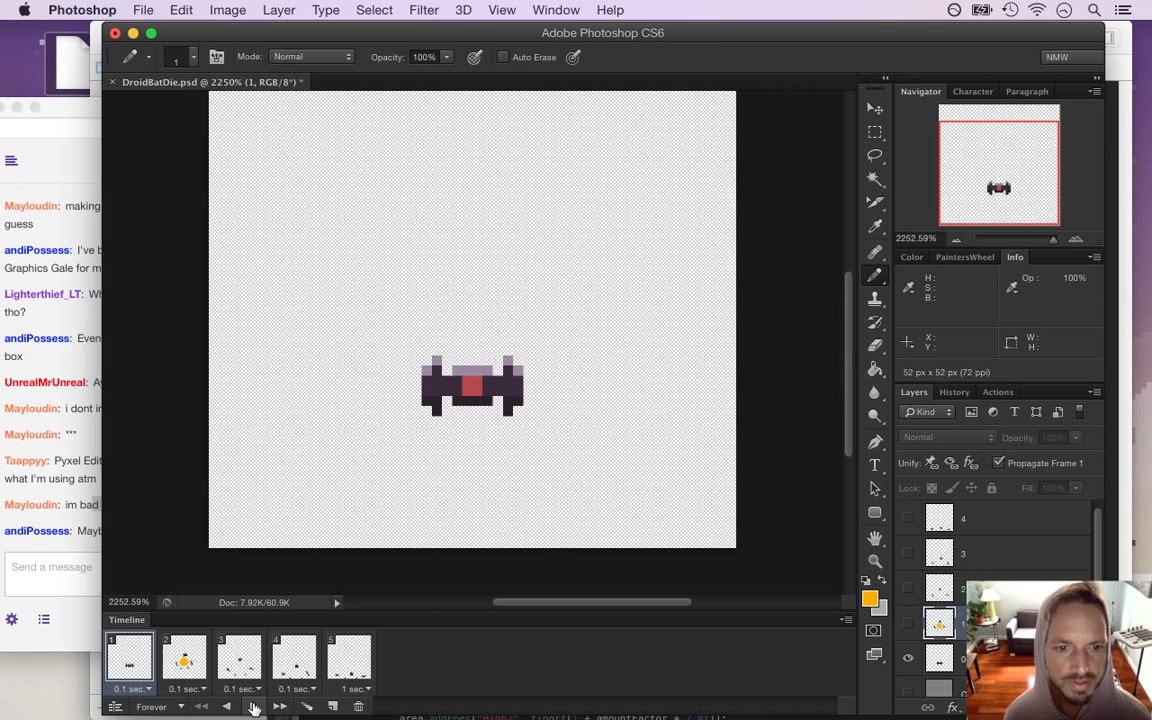 Photoshop File Edit Image Layer Type Select Filter 3D View Window Help
Adobe Photoshop CS6
1 Mode: Normal Opacity: 100% Auto Erase NMW
× DroidBatDie.psd @ 2250% (1, RGB/8*) *
Navigator Character Paragraph
Mayloudin: making
guess
andiPossess: I've b
Graphics Gale for m
Lighterthief_LT: Wh
tho?
andiPossess: Even
box
UnrealMrUnreal: Ay
Mayloudin: i dont in
Mayloudin: ***
Taappyy: Pyxel Edit
what I'm using atm
Mayloudin: im bad
andiPossess: Mayb
Send a message
2252.59%
Color PaintersWheel Info
H:
S:
B:
Op: 100%
X:
Y:
W:
H:
52 px x 52 px (72 ppi)
Layers History Actions
Kind
Normal Opacity: 100%
Unify: Propagate Frame 1
Lock: Fill: 100%
4
3
2
1
0
2252.59% Doc: 7.92K/60.9K
Timeline
1 2 3 4 5
0.1 sec. 0.1 sec. 0.1 sec. 0.1 sec. 1 sec.
Forever